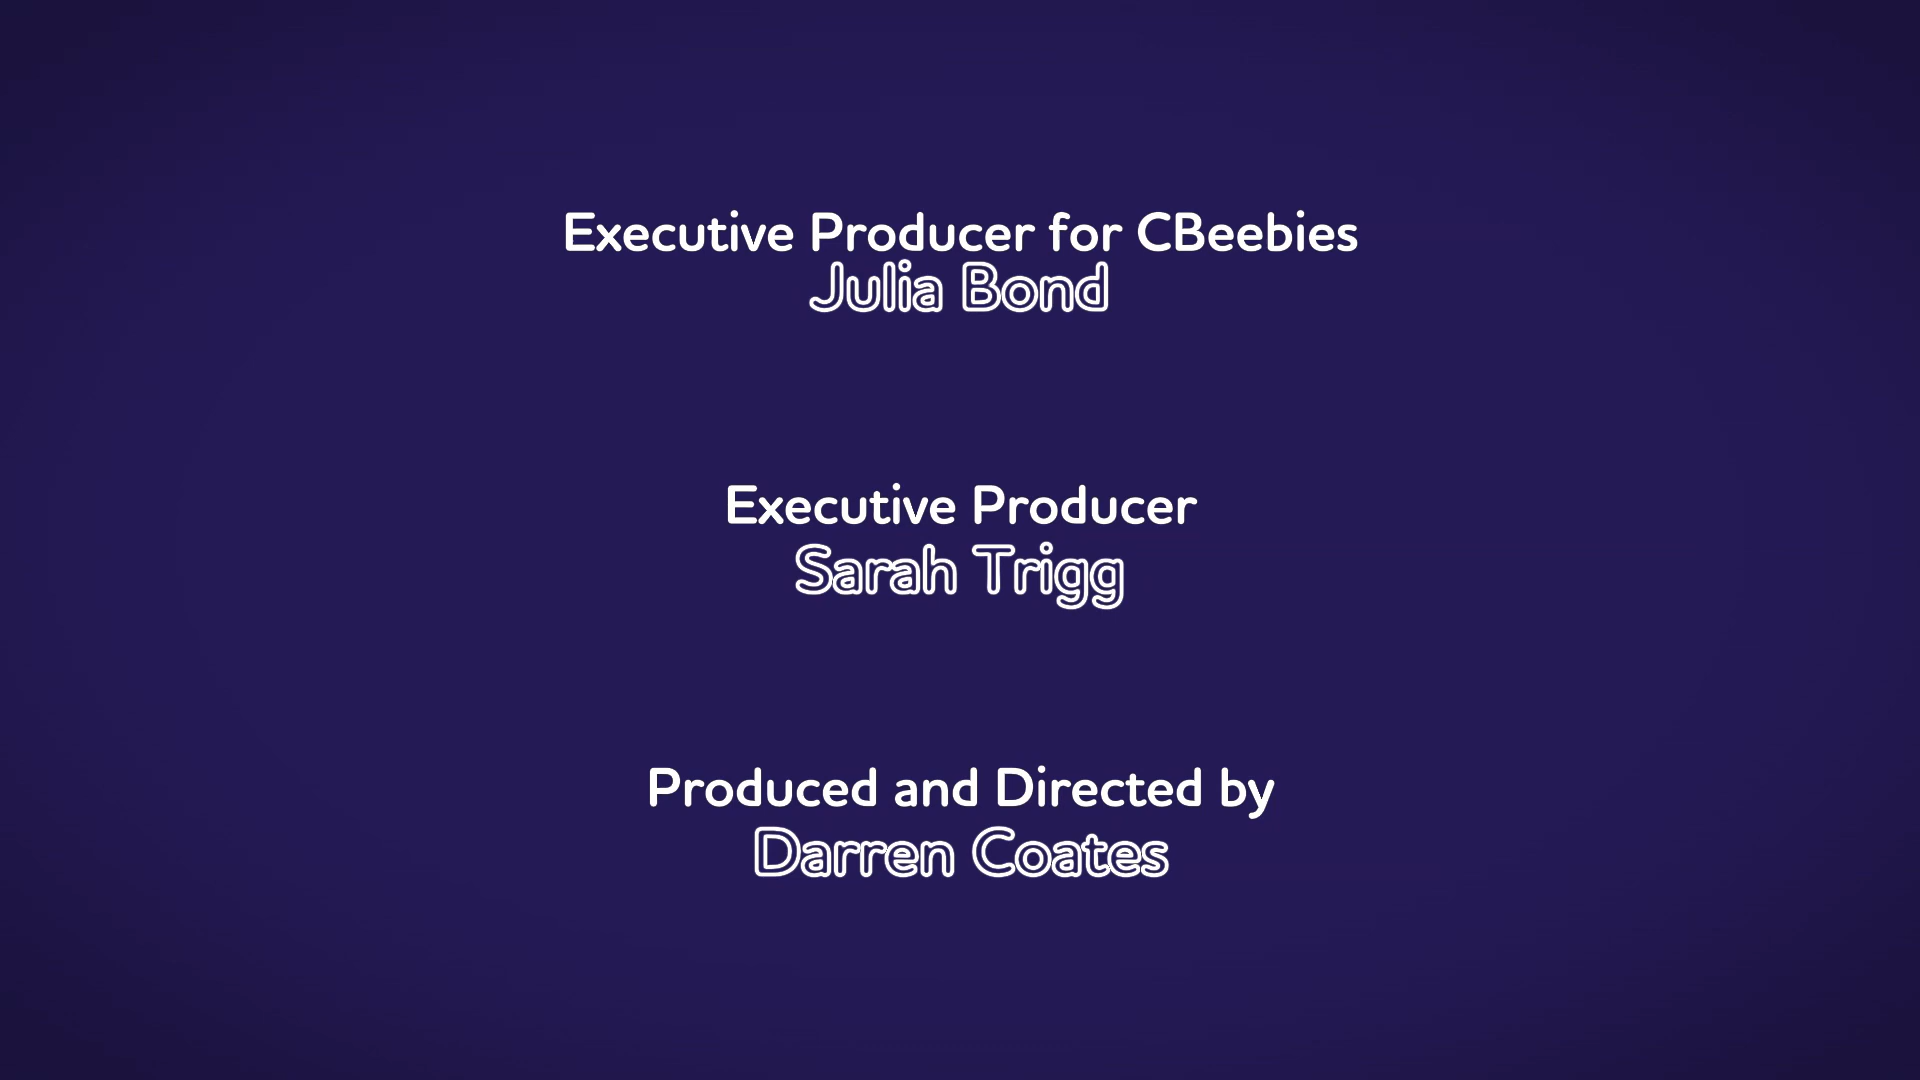 Executive Producer for CBeebies
Julia Bond
Executive Producer
Sarah Trigg
Produced and Directed by
Darren Coates